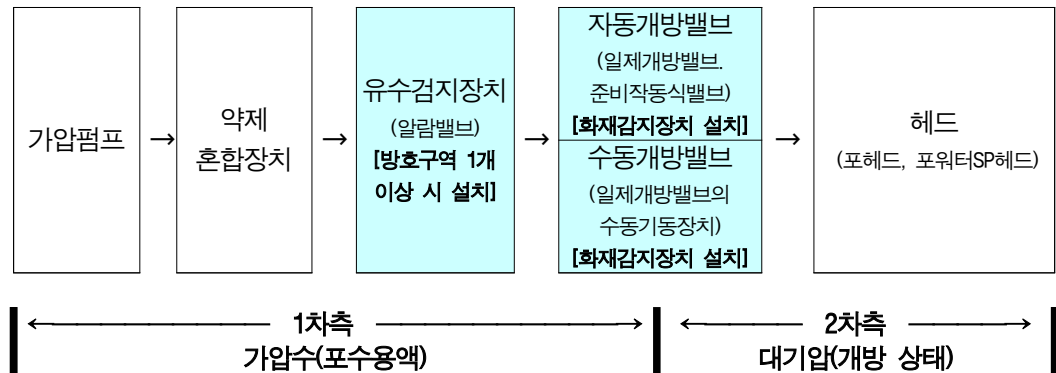 가압펌프
→
약제
혼합장치
→
유수검지장치
(알람밸브)
[방호구역 1개
이상 시 설치]
→
자동개방밸브
(일제개방밸브.
준비작동식밸브)
[화재감지장치 설치]
수동개방밸브
(일제개방밸브의
수동기동장치)
[화재감지장치 설치]
→
헤드
(포헤드, 포워터SP헤드)
1차측
가압수(포수용액)
2차측
대기압(개방 상태)